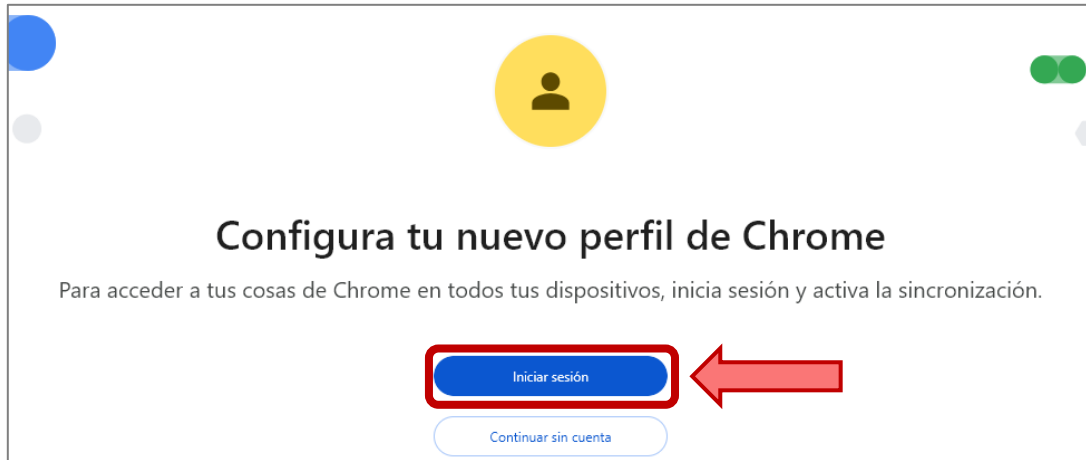 Configura tu nuevo perfil de Chrome
Para acceder a tus cosas de Chrome en todos tus dispositivos, inicia sesión y activa la sincronización.
Iniciar sesión
Continuar sin cuenta